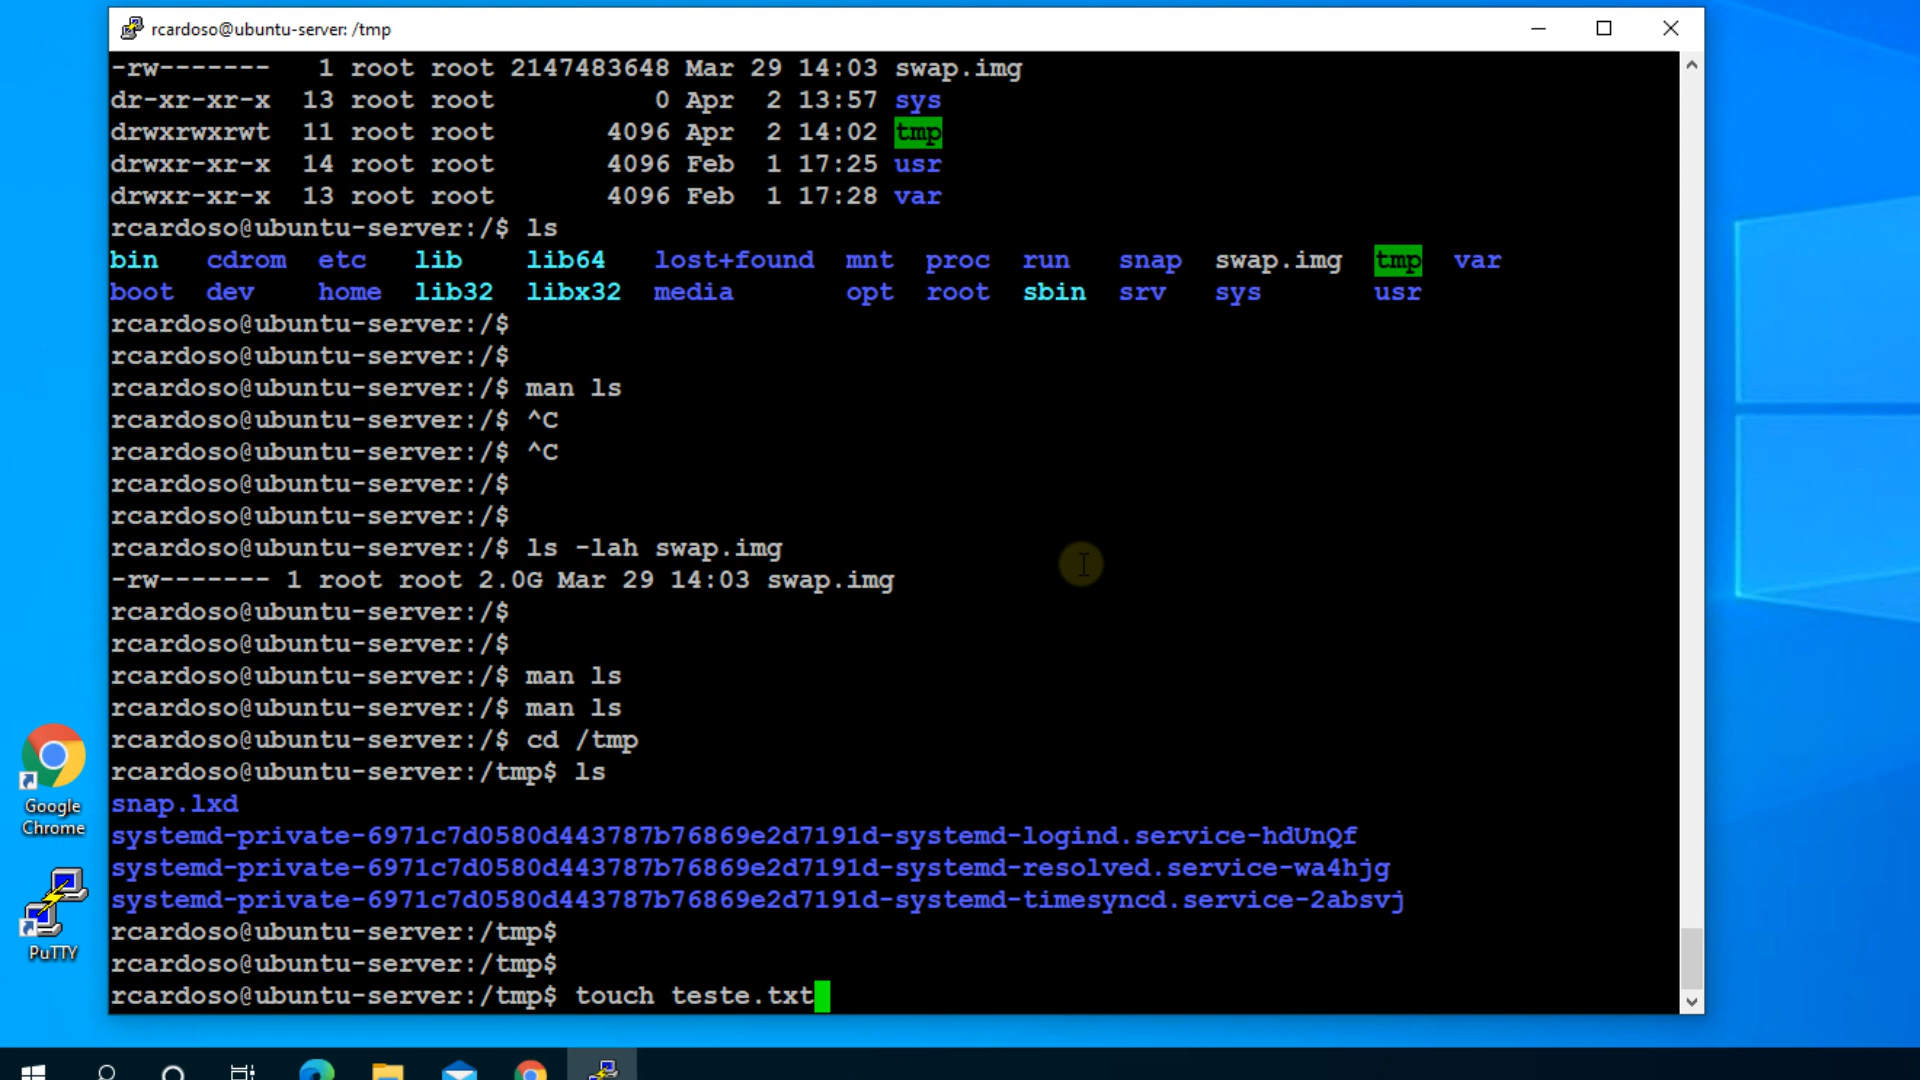 rcardoso@ubuntu-server: /tmp
-rw------- 1 root root 2147483648 Mar 29 14:03 swap.img
dr-xr-xr-x 13 root root 0 Apr 2 13:57 sys
drwxrwxrwt 11 root root 4096 Apr 2 14:02 tmp
drwxr-xr-x 14 root root 4096 Feb 1 17:25 usr
drwxr-xr-x 13 root root 4096 Feb 1 17:28 var
rcardoso@ubuntu-server:/$ ls
bin cdrom etc lib lib64 lost+found mnt proc run snap swap.img tmp var
boot dev home lib32 libx32 media opt root sbin srv sys usr
rcardoso@ubuntu-server:/$
rcardoso@ubuntu-server:/$
rcardoso@ubuntu-server:/$ man ls
rcardoso@ubuntu-server:/$ ^C
rcardoso@ubuntu-server:/$ ^C
rcardoso@ubuntu-server:/$
rcardoso@ubuntu-server:/$
rcardoso@ubuntu-server:/$ ls -lah swap.img
-rw------- 1 root root 2.0G Mar 29 14:03 swap.img
rcardoso@ubuntu-server:/$
rcardoso@ubuntu-server:/$
rcardoso@ubuntu-server:/$ man ls
rcardoso@ubuntu-server:/$ man ls
rcardoso@ubuntu-server:/$ cd /tmp
rcardoso@ubuntu-server:/tmp$ ls
snap.lxd
systemd-private-6971c7d0580d443787b76869e2d7191d-systemd-logind.service-hdUnQf
systemd-private-6971c7d0580d443787b76869e2d7191d-systemd-resolved.service-wa4hjg
systemd-private-6971c7d0580d443787b76869e2d7191d-systemd-timesyncd.service-2absvj
rcardoso@ubuntu-server:/tmp$
rcardoso@ubuntu-server:/tmp$
rcardoso@ubuntu-server:/tmp$ touch teste.txt
Google
Chrome
PuTTY